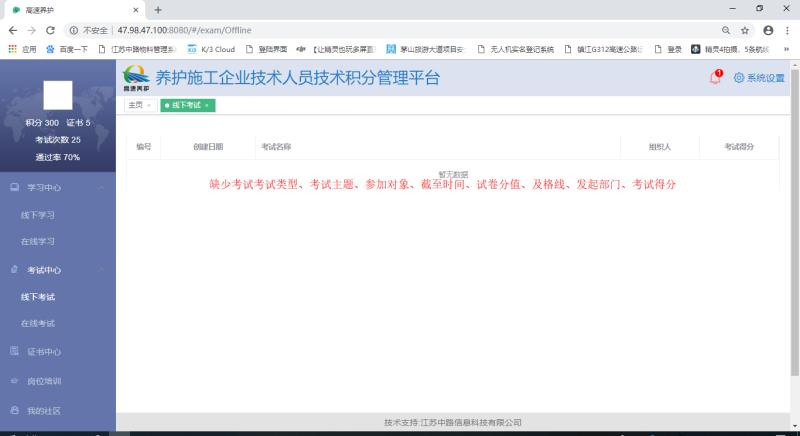 高速养护
不安全 | 47.98.47.100:8080/#/exam/Offline
应用 百度一下 江苏中路物料管理系 K/3 Cloud 登陆界面 【让精灵也玩多屏直 茅山旅游大道项目安 无人机实名登记系统 镇江G312高速公路边 登录 精灵4拍摄、5条航线 »
高速养护
养护施工企业技术人员技术积分管理平台
1
系统设置
主页 ×
线下考试 ×
积分 300 证书 5
考试次数 25
通过率 70%
学习中心
线下学习
在线学习
考试中心
线下考试
在线考试
证书中心
岗位培训
我的社区
编号 创建日期 考试名称 组织人 考试得分
暂无数据
缺少考试考试类型、考试主题、参加对象、截至时间、试卷分值、及格线、发起部门、考试得分
技术支持:江苏中路信息科技有限公司